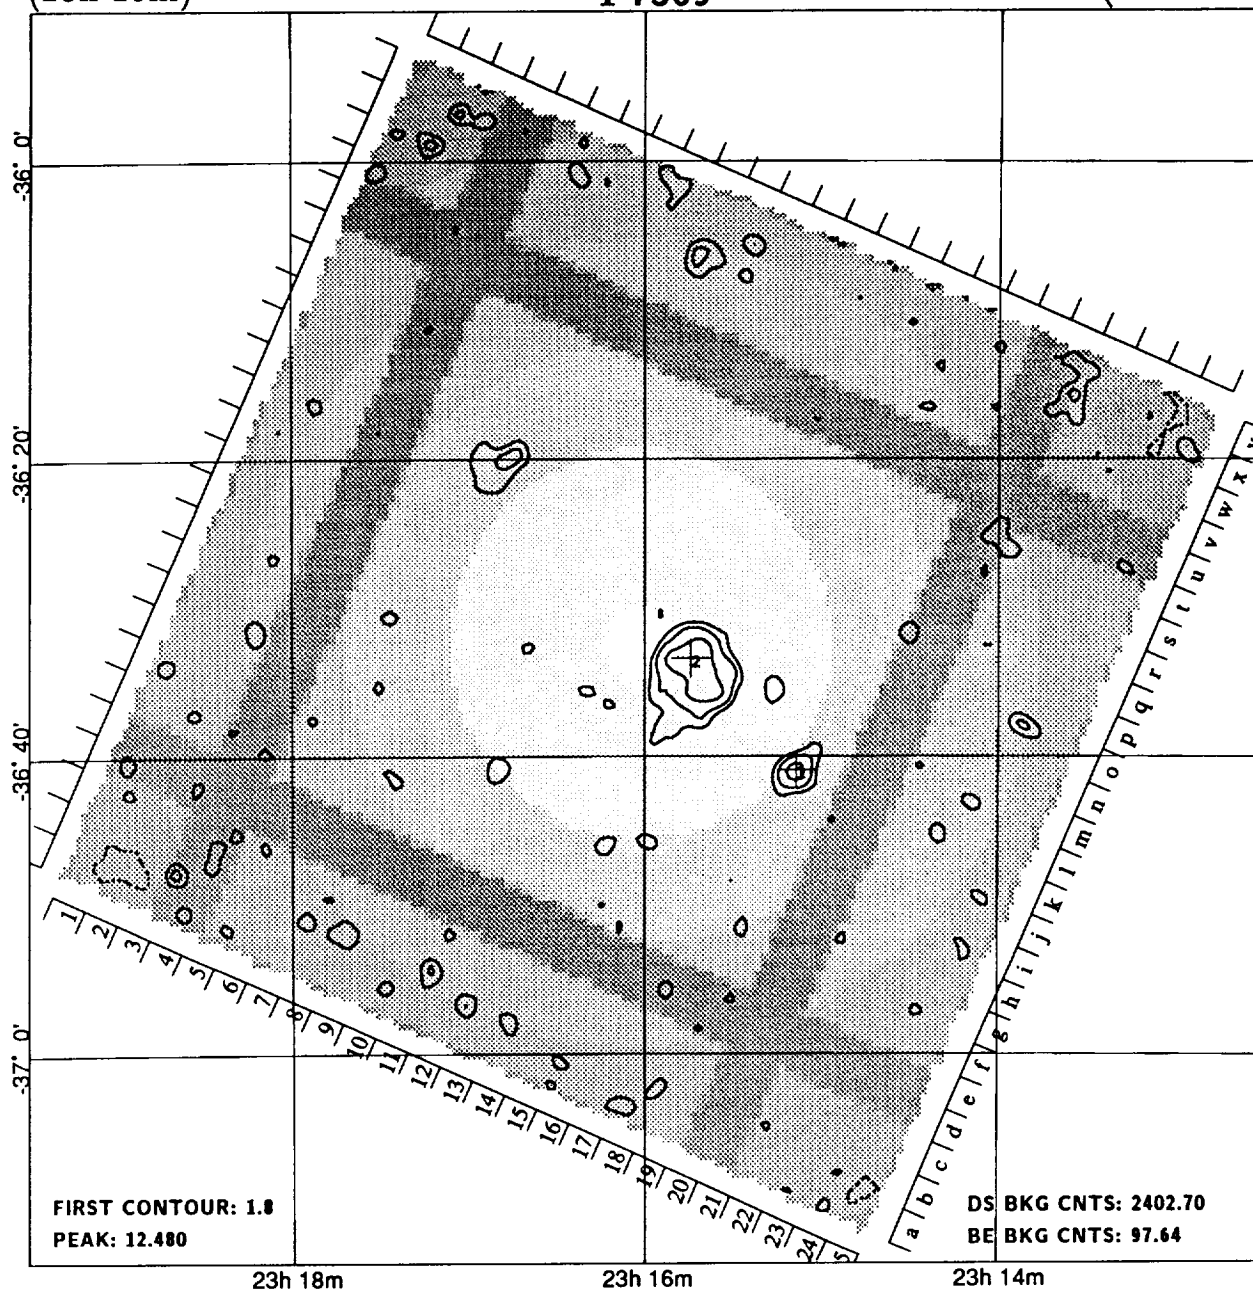 -36° 0'
-36° 20'
-36° 40'
-37° 0'
2
1 2 3 4 5 6 7 8 9 10 11 12 13 14 15 16 17 18 19 20 21 22 23 24
a b c d e f g h i j k l m n o p q r s t u v w x
FIRST CONTOUR: 1.8
PEAK: 12.480
DS BKG CNTS: 2402.70
BE BKG CNTS: 97.64
23h 18m
23h 16m
23h 14m